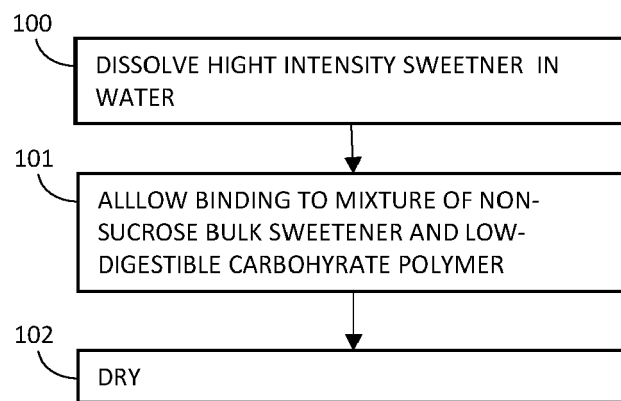 100
DISSOLVE HIGHT INTENSITY SWEETNER IN
WATER
101
ALLLOW BINDING TO MIXTURE OF NON-
SUCROSE BULK SWEETENER AND LOW-
DIGESTIBLE CARBOHYRATE POLYMER
102
DRY